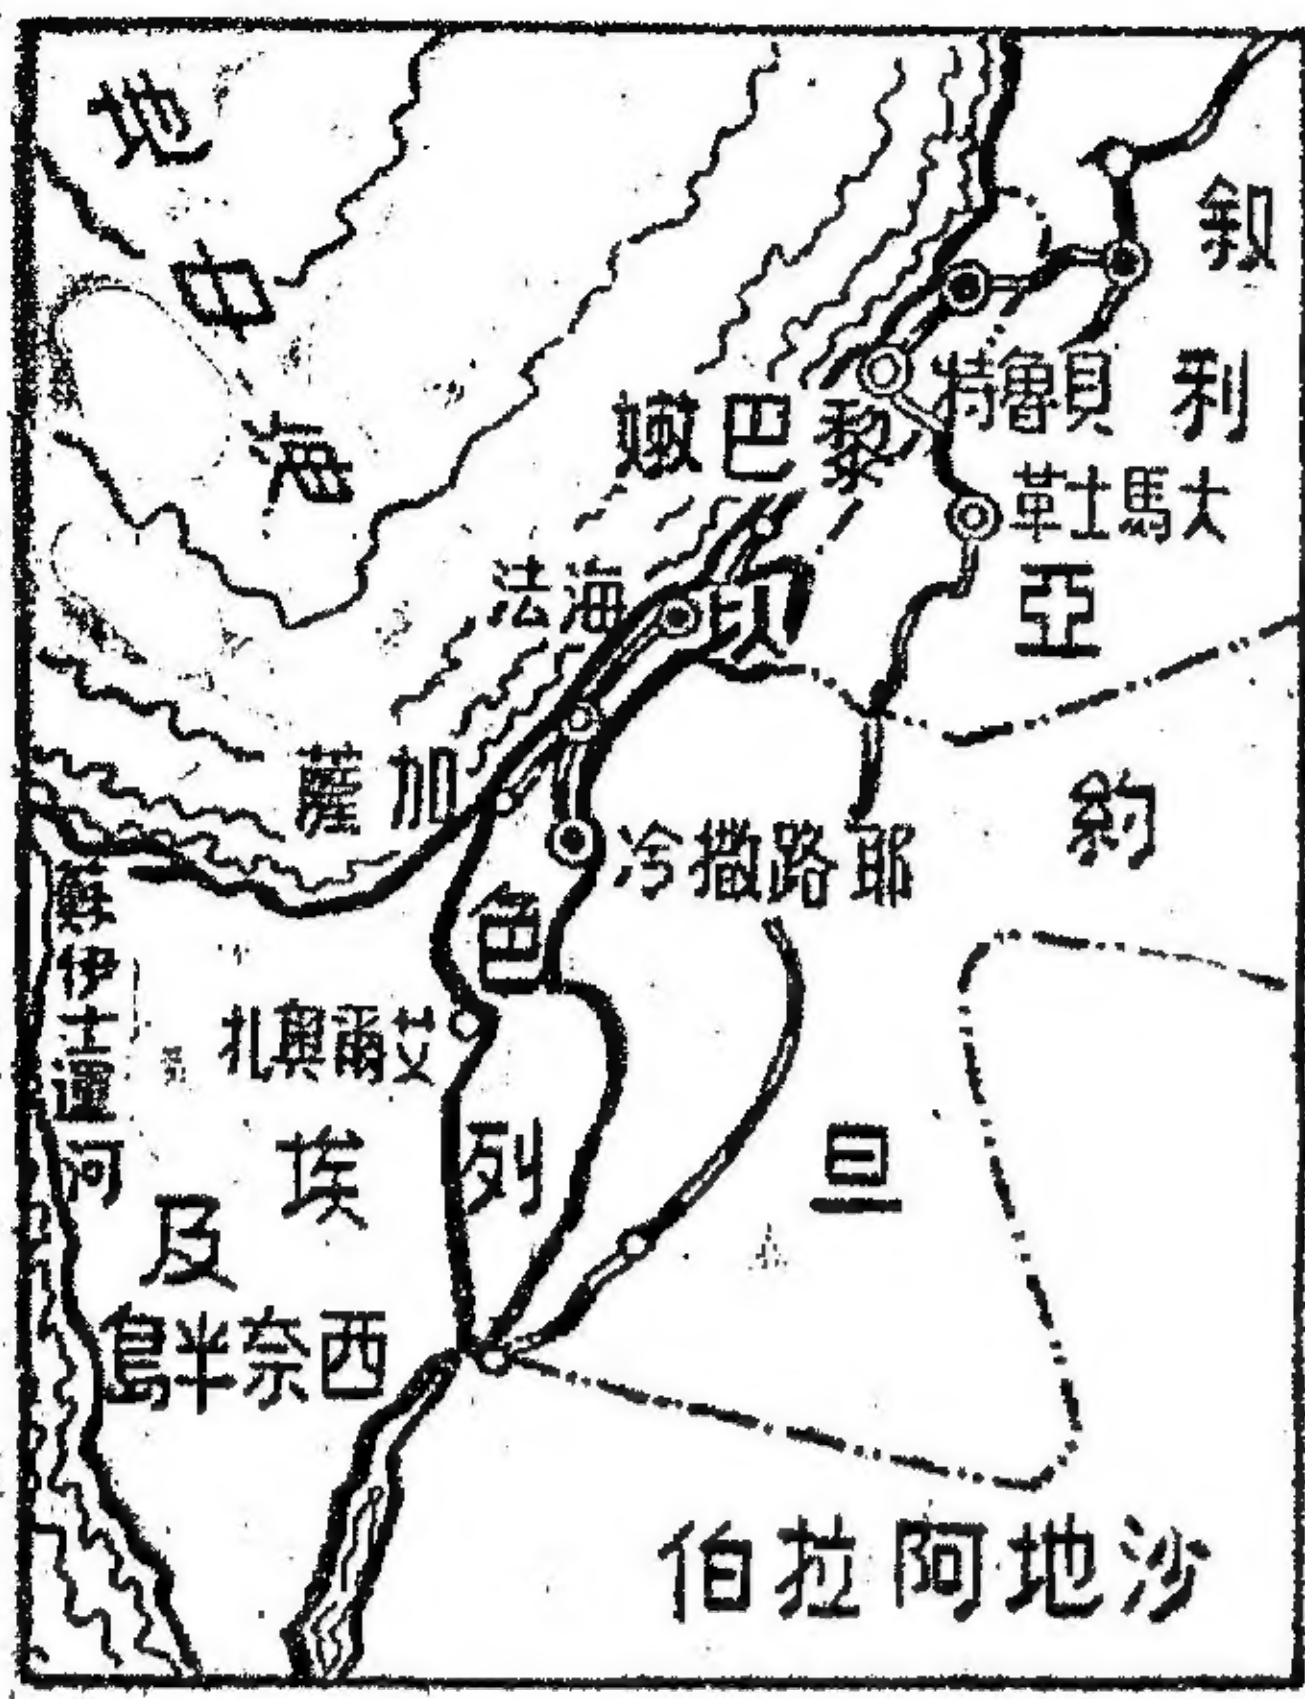 地中海
叙利亞
貝魯特
黎巴嫩
大馬士革
海法
以色列
加薩
約旦
耶路撒冷
蘇伊士運河
艾爾奧札
埃及
西奈半島
沙地阿拉伯